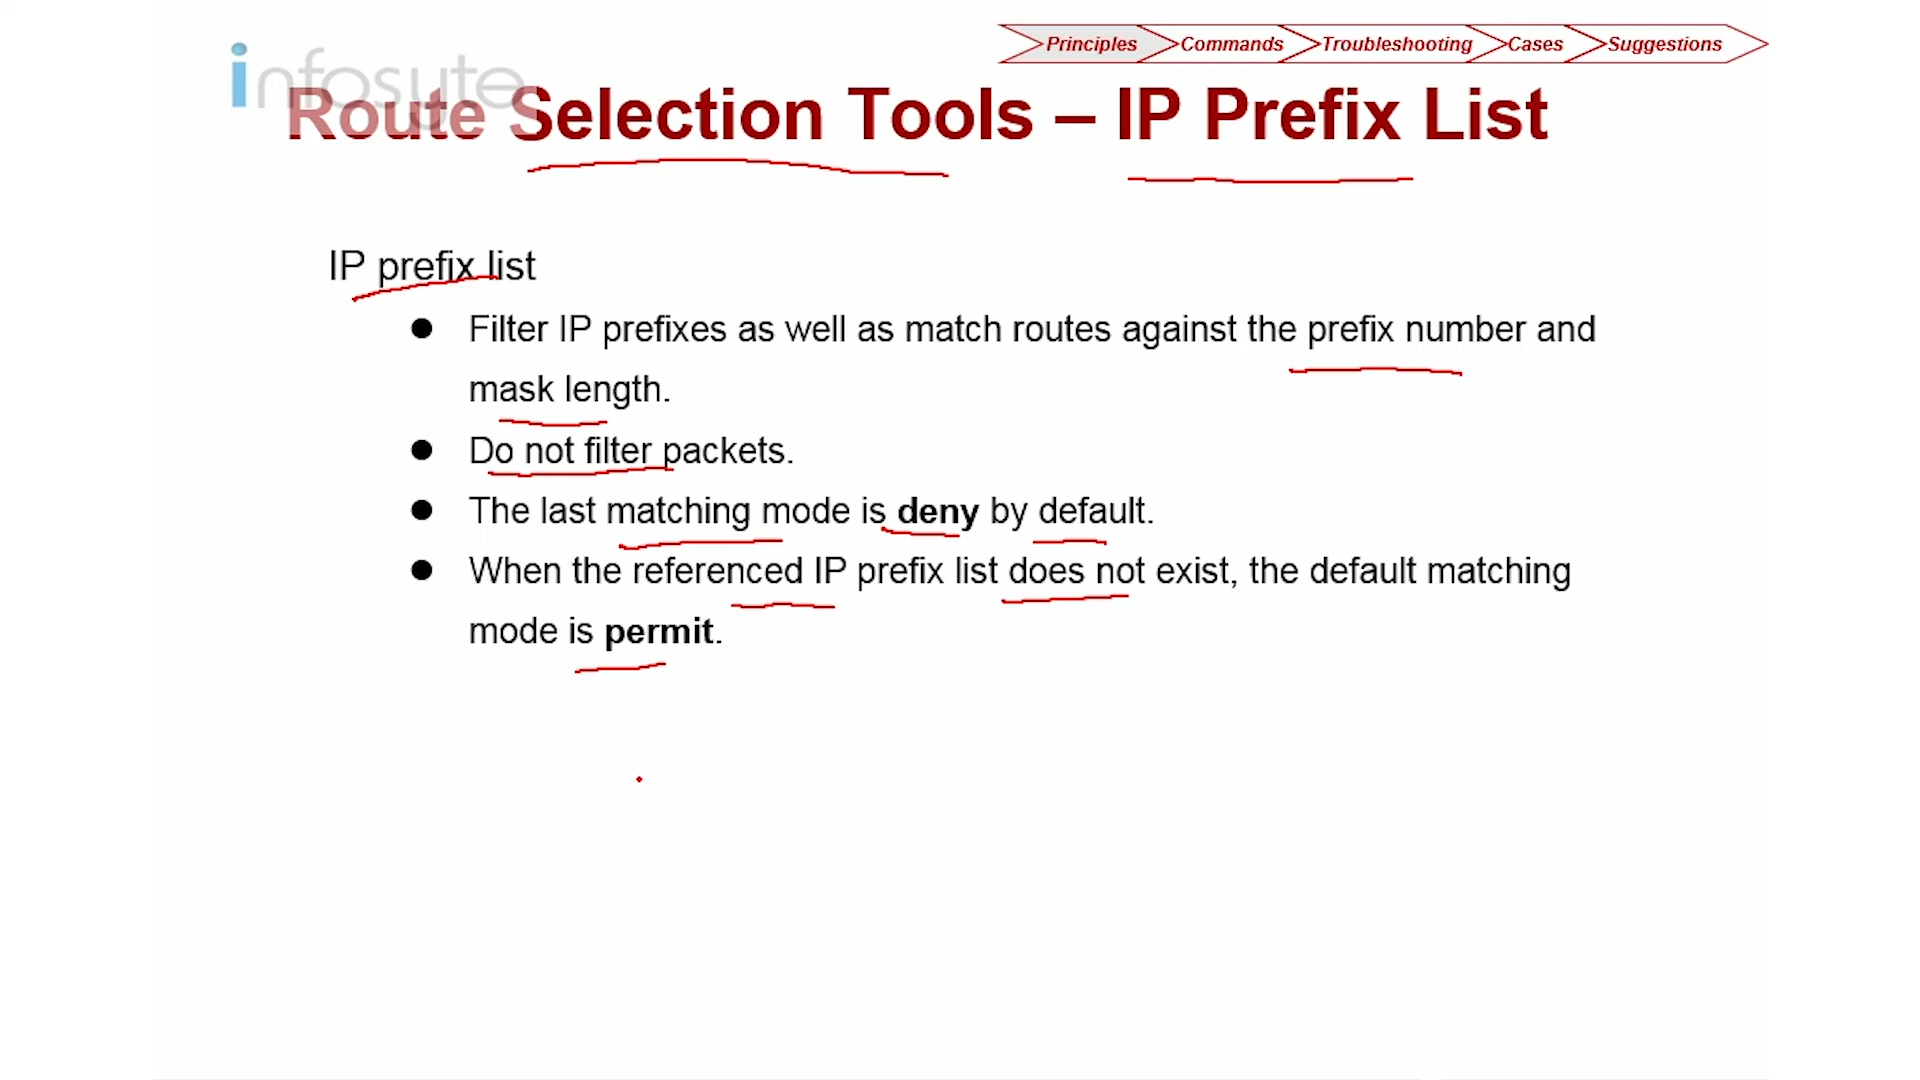 Principles Commands Troubleshooting Cases Suggestions
infosyte
Route Selection Tools – IP Prefix List
IP prefix list
● Filter IP prefixes as well as match routes against the prefix number and
mask length.
● Do not filter packets.
● The last matching mode is deny by default.
● When the referenced IP prefix list does not exist, the default matching
mode is permit.